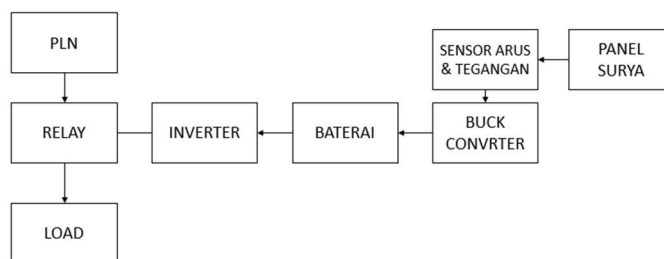 PLN
SENSOR ARUS
& TEGANGAN
PANEL
SURYA
RELAY
INVERTER
BATERAI
BUCK
CONVRTER
LOAD